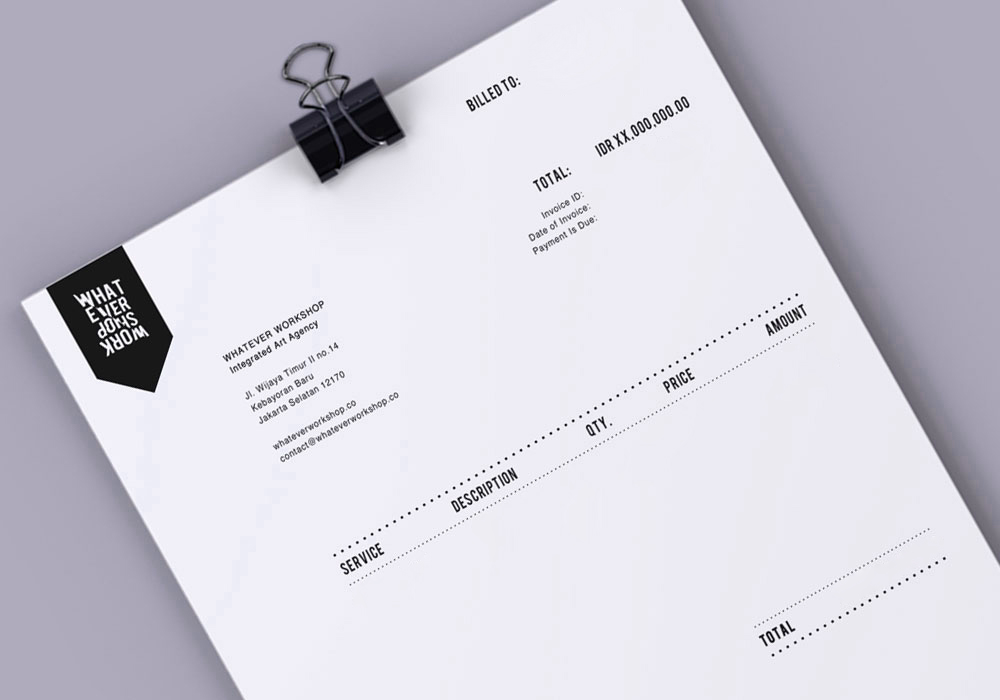 WHAT
EVER
SHOP
WORK
WHATEVER WORKSHOP
Integrated Art Agency
Jl. Wijaya Timur II no.14
Kebayoran Baru
Jakarta Selatan 12170
whateverworkshop.co
contact@whateverworkshop.co
BILLED TO:
TOTAL: IDR XX,000,000.00
Invoice ID:
Date of Invoice:
Payment Is Due:
SERVICE DESCRIPTION QTY. PRICE AMOUNT
TOTAL